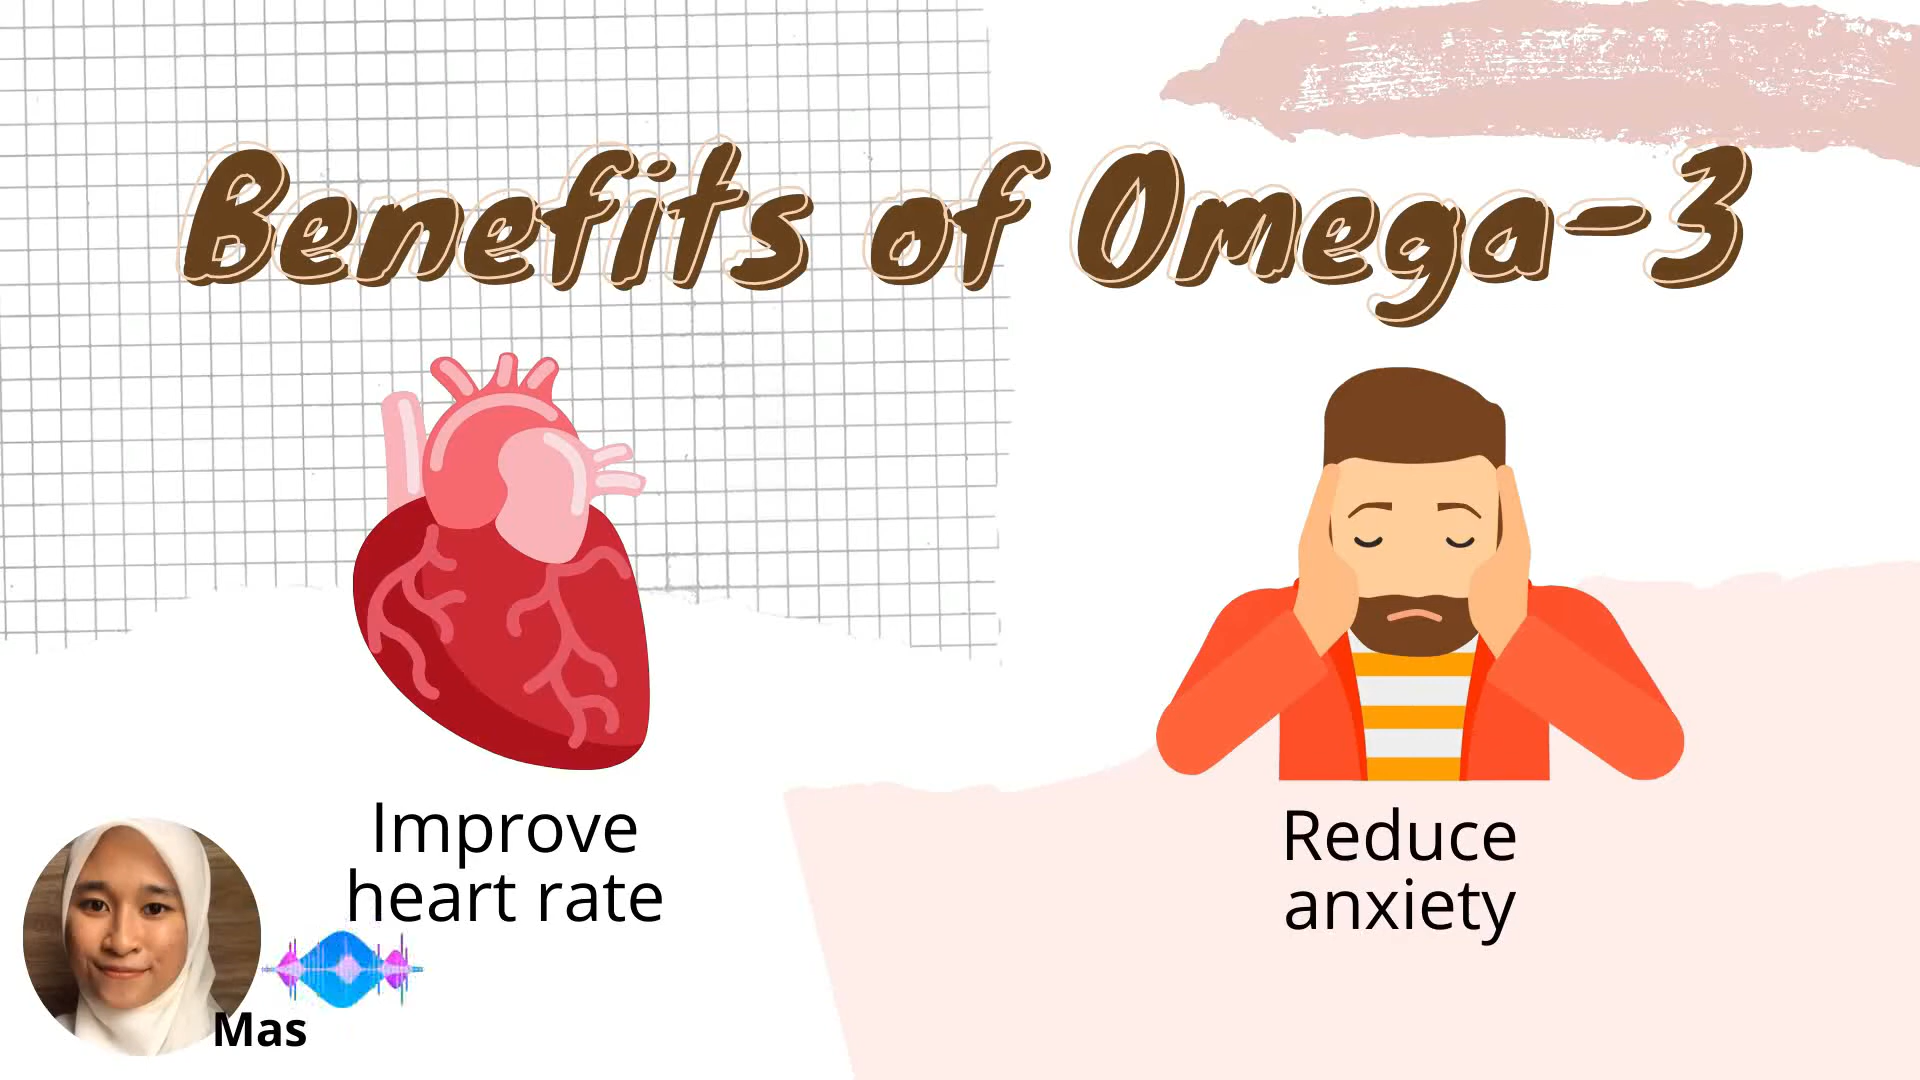 Benefits of Omega-3
Improve
heart rate
Reduce
anxiety
Mas